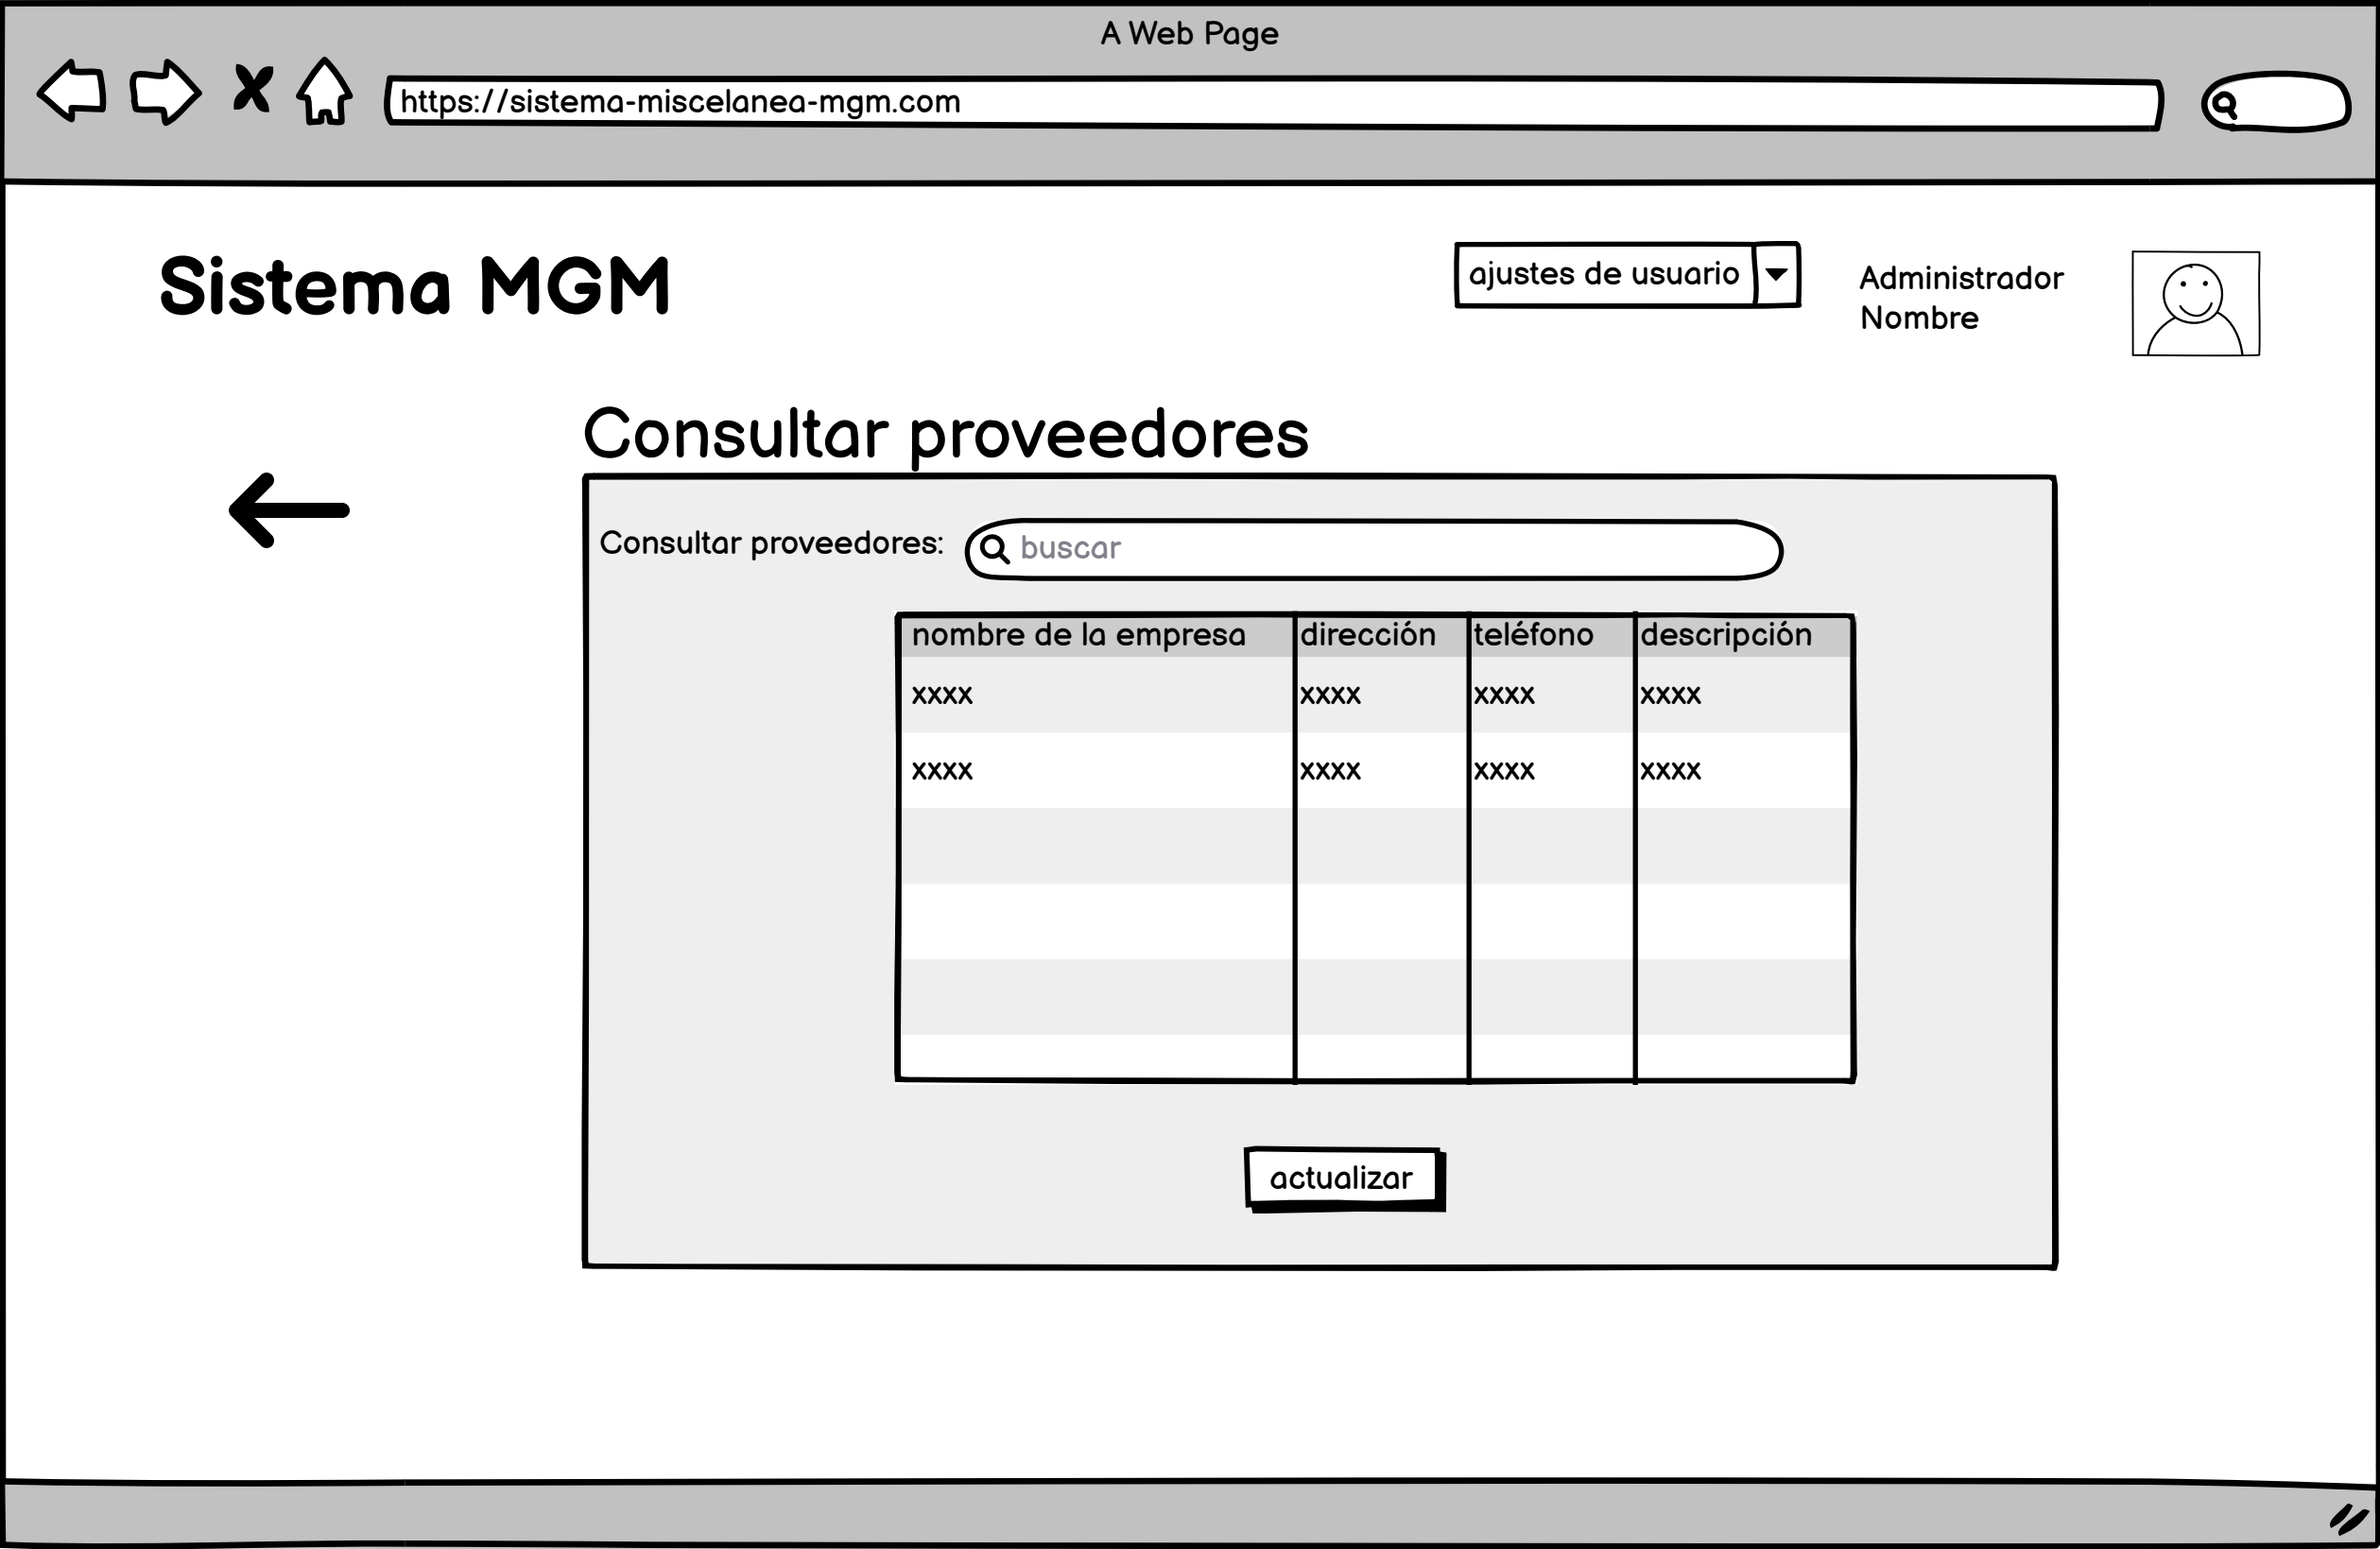 A Web Page
https://sistema-miscelanea-mgm.com
Sistema MGM
ajustes de usuario
Administrador
Nombre
Consultar proveedores
Consultar proveedores:
buscar
nombre de la empresa dirección teléfono descripción
xxxx xxxx xxxx xxxx
xxxx xxxx xxxx xxxx
actualizar